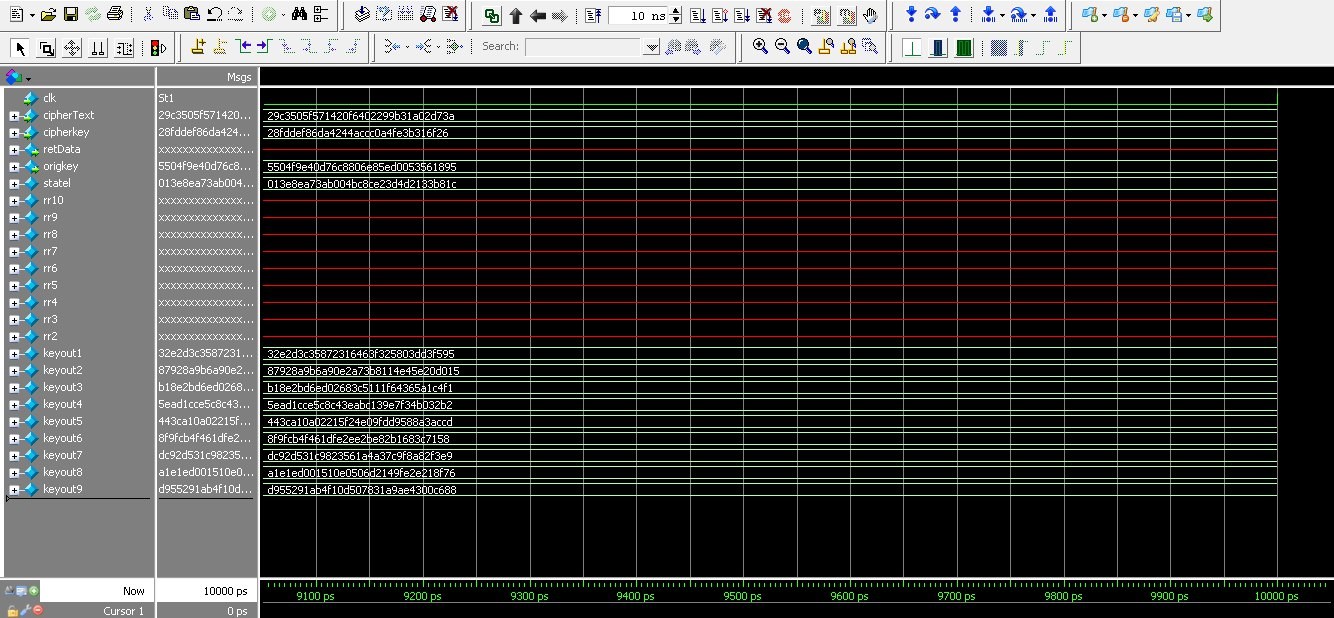 10 ns
Search:
Msgs
clk St1
cipherText 29c3505f571420... 29c3505f571420f6402299b31a02d73a
cipherkey 28fddef86da424... 28fddef86da4244accc0a4fe3b316f26
retData xxxxxxxxxxxxxx...
origkey 5504f9e40d76c8... 5504f9e40d76c8806e85ed0053561895
stateI 013e8ea73ab004... 013e8ea73ab004bc8ce23d4d2133b81c
rr10 xxxxxxxxxxxxxx...
rr9 xxxxxxxxxxxxxx...
rr8 xxxxxxxxxxxxxx...
rr7 xxxxxxxxxxxxxx...
rr6 xxxxxxxxxxxxxx...
rr5 xxxxxxxxxxxxxx...
rr4 xxxxxxxxxxxxxx...
rr3 xxxxxxxxxxxxxx...
rr2 xxxxxxxxxxxxxx...
keyout1 32e2d3c3587231... 32e2d3c35872316463f325803dd3f595
keyout2 87928a9b6a90e2... 87928a9b6a90e2a73b8114e45e20d015
keyout3 b18e2bd6ed0268... b18e2bd6ed02683c5111f64365a1c4f1
keyout4 5ead1cce5c8c43... 5ead1cce5c8c43eabc139e7f34b032b2
keyout5 443ca10a02215f... 443ca10a02215f24e09fdd9588a3accd
keyout6 8f9fcb4f461dfe2... 8f9fcb4f461dfe2ee2be82b1683c7158
keyout7 dc92d531c98235... dc92d531c9823561a4a37c9f8a82f3e9
keyout8 a1e1ed001510e0... a1e1ed001510e0506d2149fe2e218f76
keyout9 d955291ab4f10d... d955291ab4f10d507831a9ae4300c688
Now 10000 ps 9100 ps 9200 ps 9300 ps 9400 ps 9500 ps 9600 ps 9700 ps 9800 ps 9900 ps 10000 ps
Cursor 1 0 ps